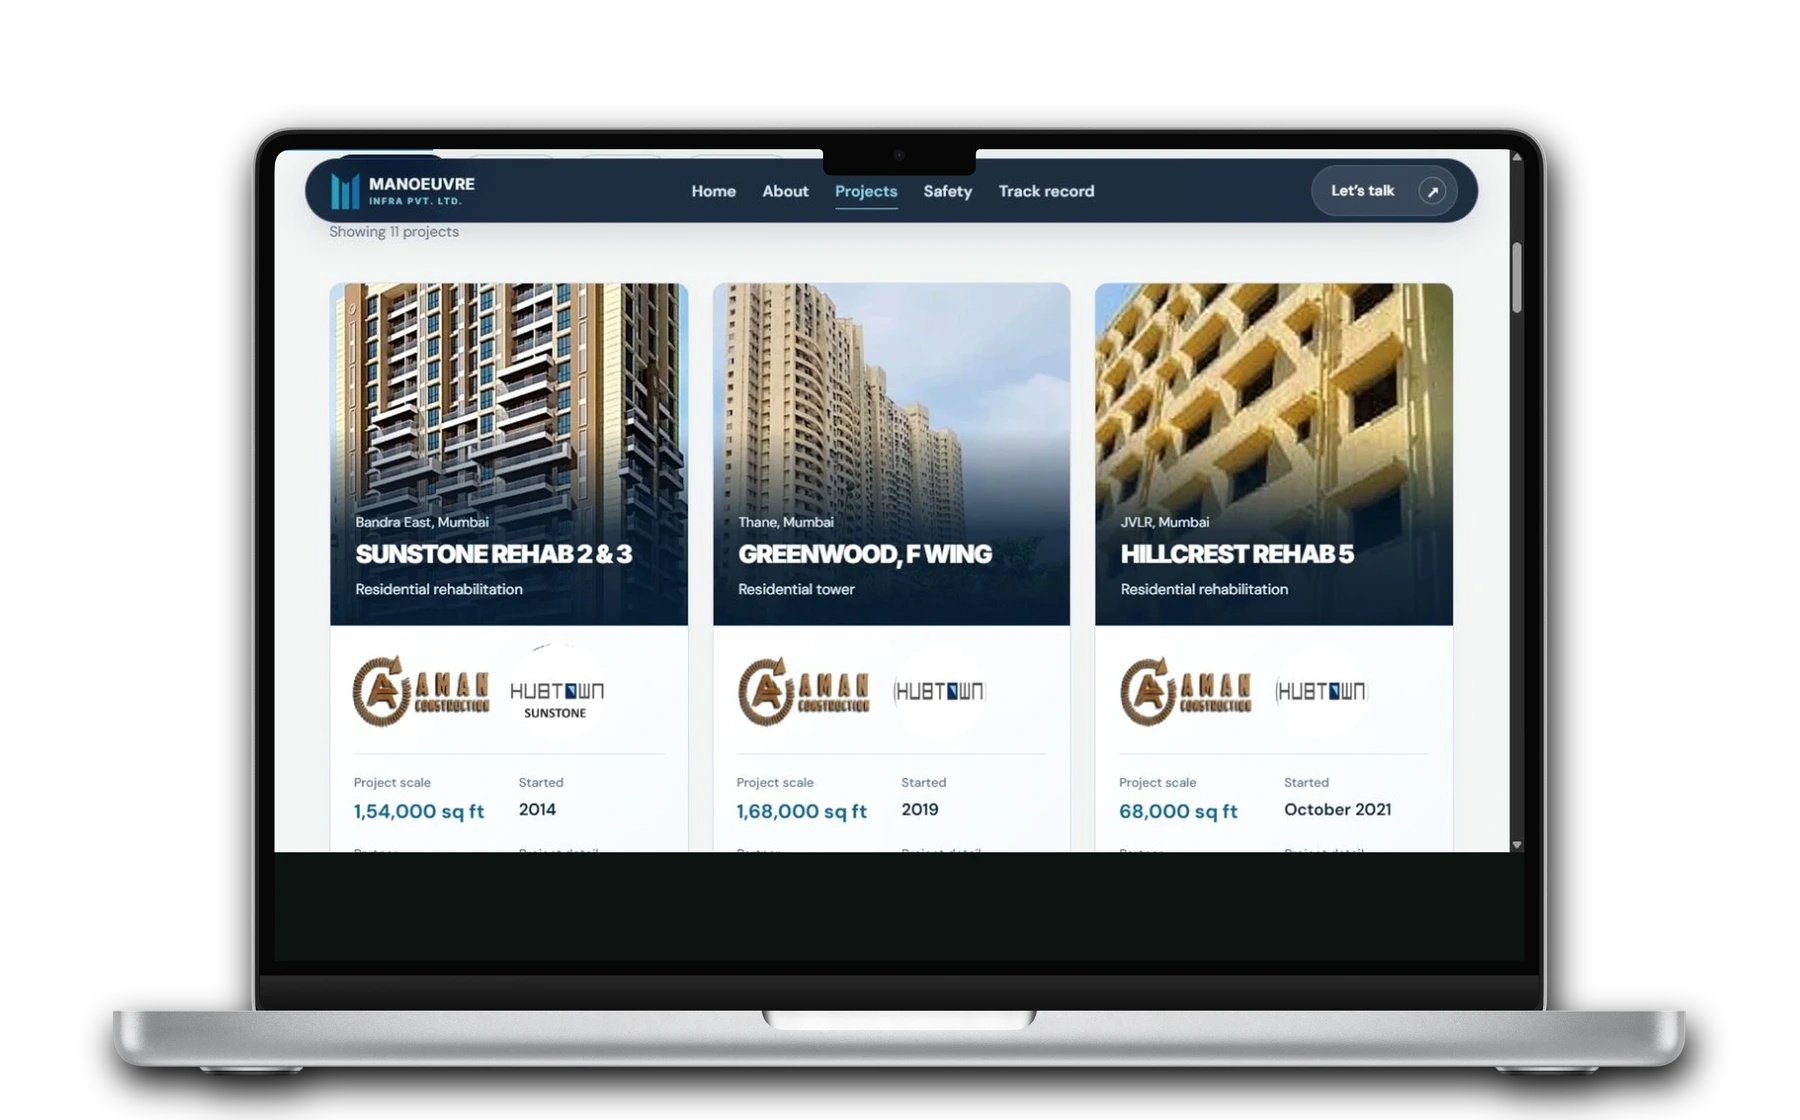 MANOEUVRE
INFRA PVT. LTD.
Home About Projects Safety Track record
Let's talk
Showing 11 projects
Bandra East, Mumbai
SUNSTONE REHAB 2 & 3
Residential rehabilitation
AMAN
CONSTRUCTION
HUBTOWN
SUNSTONE
Project scale
1,54,000 sq ft
Started
2014
Thane, Mumbai
GREENWOOD, F WING
Residential tower
AMAN
CONSTRUCTION
HUBTOWN
Project scale
1,68,000 sq ft
Started
2019
JVLR, Mumbai
HILLCREST REHAB 5
Residential rehabilitation
AMAN
CONSTRUCTION
HUBTOWN
Project scale
68,000 sq ft
Started
October 2021